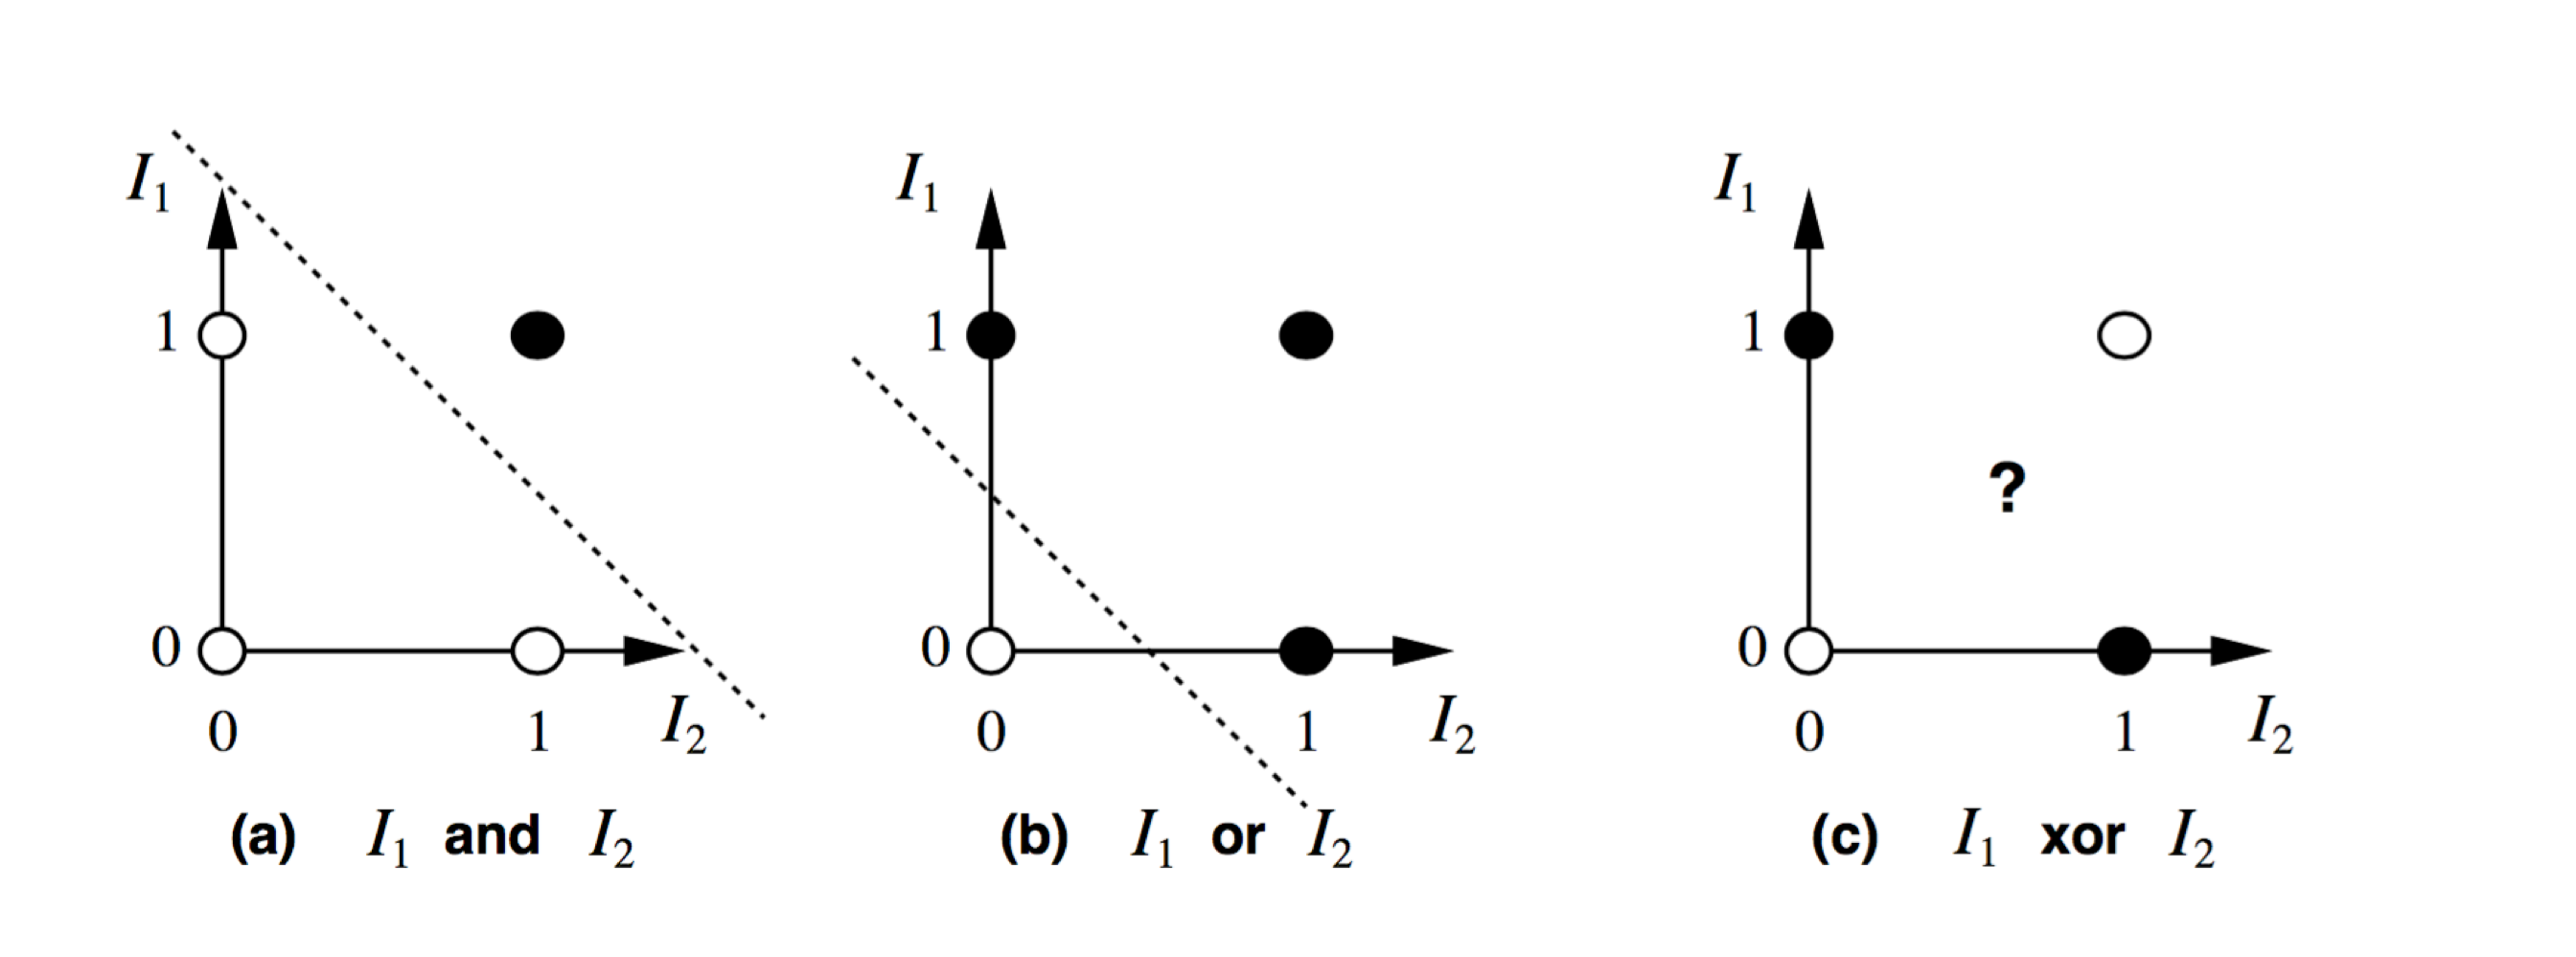 I1 I1 I1
1 1 1
?
0 0 0
0 1 I2 0 1 I2 0 1 I2
(a) I1 and I2 (b) I1 or I2 (c) I1 xor I2